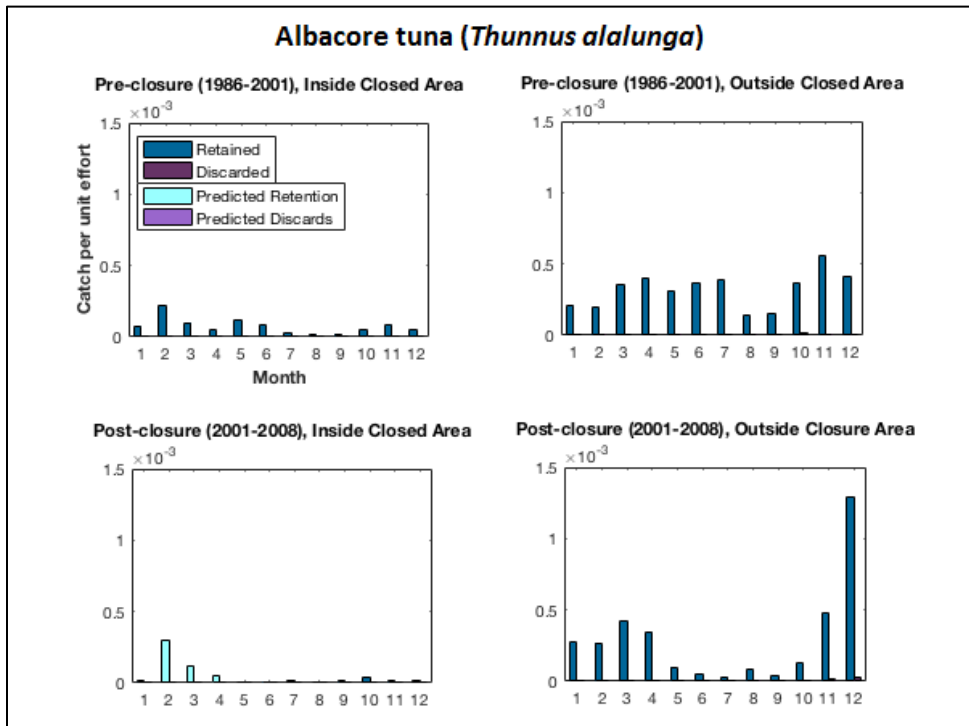 Albacore tuna (Thunnus alalunga)
Pre-closure (1986-2001), Inside Closed Area
×10⁻³
1.5
1
0.5
0
Catch per unit effort
Retained
Discarded
Predicted Retention
Predicted Discards
1 2 3 4 5 6 7 8 9 10 11 12
Month
Pre-closure (1986-2001), Outside Closed Area
×10⁻³
1.5
1
0.5
0
1 2 3 4 5 6 7 8 9 10 11 12
Post-closure (2001-2008), Inside Closed Area
×10⁻³
1.5
1
0.5
0
1 2 3 4 5 6 7 8 9 10 11 12
Post-closure (2001-2008), Outside Closure Area
×10⁻³
1.5
1
0.5
0
1 2 3 4 5 6 7 8 9 10 11 12